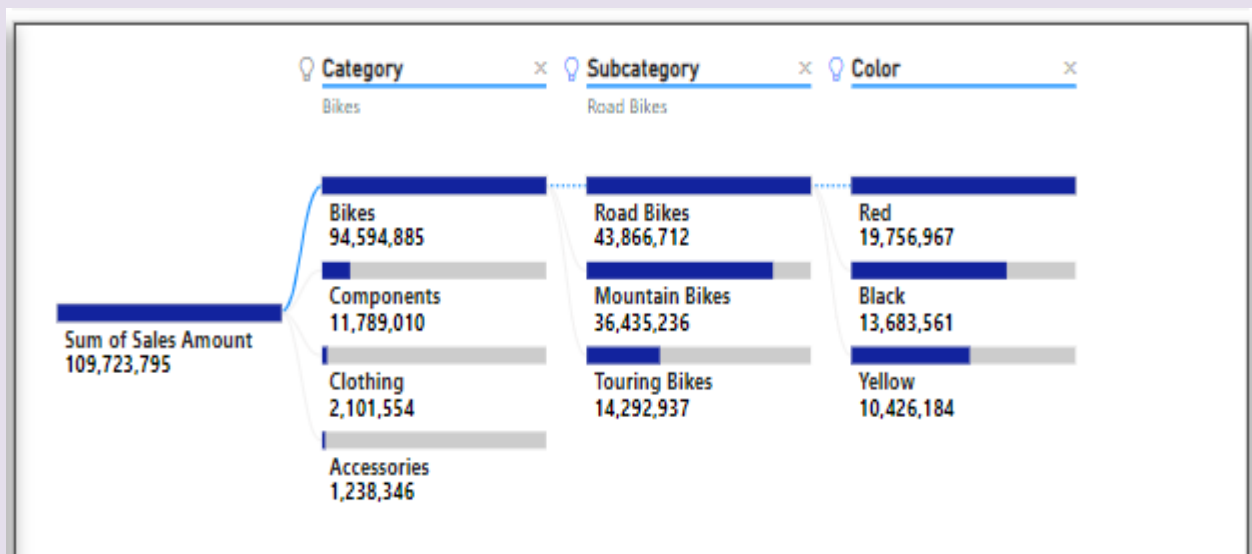 Category
Subcategory
Color
Bikes
Road Bikes
Sum of Sales Amount
109,723,795
Bikes
94,594,885
Components
11,789,010
Clothing
2,101,554
Accessories
1,238,346
Road Bikes
43,866,712
Mountain Bikes
36,435,236
Touring Bikes
14,292,937
Red
19,756,967
Black
13,683,561
Yellow
10,426,184